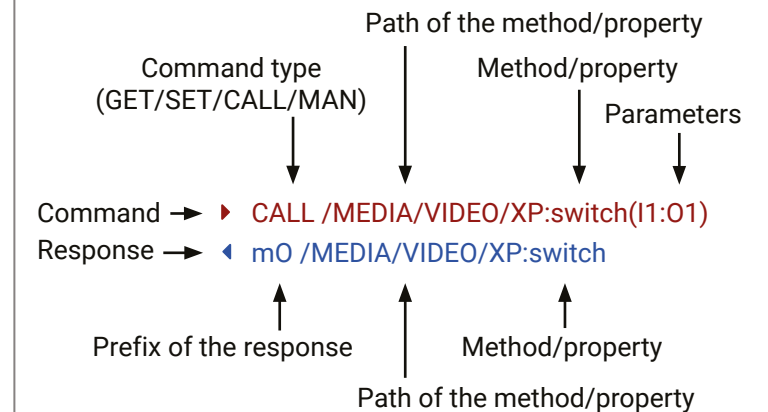 Path of the method/property
Command type
(GET/SET/CALL/MAN)
Method/property
Parameters
Command
CALL /MEDIA/VIDEO/XP:switch(I1:O1)
Response
mO /MEDIA/VIDEO/XP:switch
Prefix of the response
Method/property
Path of the method/property